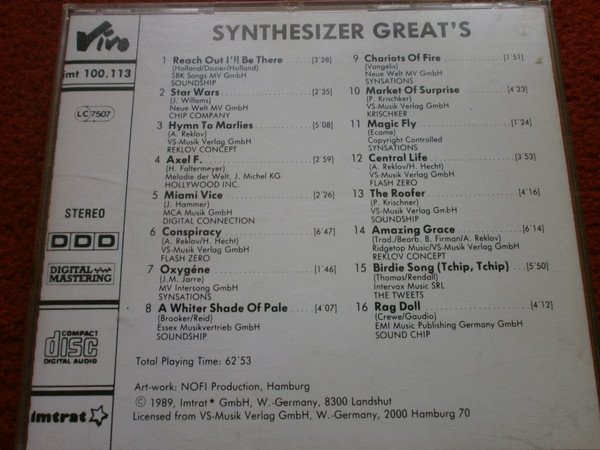 Vivo
SYNTHESIZER GREAT'S
imt 100.113
LC 7507
STEREO
DDD
DIGITAL
MASTERING
COMPACT
disc
DIGITAL AUDIO
imtrat
1 Reach Out I'll Be There [3'28]
(Holland/Dozier/Holland)
SBK Songs MV GmbH
SOUNDSHIP
2 Star Wars [2'35]
(J. Willams)
Neue Welt MV GmbH
CHIP COMPANY
3 Hymn To Marlies [5'08]
(A. Reklov)
VS-Musik Verlag GmbH
REKLOV CONCEPT
4 Axel F. [2'59]
(H. Faltermeyer)
Melodie der Welt, J. Michel KG
HOLLYWOOD INC.
5 Miami Vice [2'26]
(J. Hammer)
MCA Musik GmbH
DIGITAL CONNECTION
6 Conspiracy [6'47]
(A. Reklov/H. Hecht)
VS-Musik Verlag GmbH
FLASH ZERO
7 Oxygéne [1'46]
(J.M. Jarre)
MV Intersong GmbH
SYNSATIONS
8 A Whiter Shade Of Pale [4'07]
(Brooker/Reid)
Essex Musikvertrieb GmbH
SOUNDSHIP
9 Chariots Of Fire [1'51]
(Vangelis)
Neue Welt MV GmbH
SYNSATIONS
10 Market Of Surprise [4'23]
(P. Krischker)
VS-Musik Verlag GmbH
KRISCHKER
11 Magic Fly [1'24]
(Ecame)
Copyright Controlled
SYNSATIONS
12 Central Life [3'53]
(A. Reklov/H. Hecht)
VS-Musik Verlag GmbH
FLASH ZERO
13 The Roofer [4'16]
(P. Krischner)
VS-Musik Verlag GmbH
SOUNDSHIP
14 Amazing Grace [6'14]
(Trad./Bearb. B. Firman/A. Reklov)
Ridgetop Music/VS-Musik Verlag GmbH
REKLOV CONCEPT
15 Birdie Song (Tchip, Tchip) [5'50]
(Thomas/Rendall)
Intervox Music SRL
THE TWEETS
16 Rag Doll [4'12]
(Crewe/Gaudio)
EMI Music Publishing Germany GmbH
SOUND CHIP
Total Playing Time: 62'53
Art-work: NOFI Production, Hamburg
© 1989, Imtrat★ GmbH, W.-Germany, 8300 Landshut
Licensed from VS-Musik Verlag GmbH, W.-Germany, 2000 Hamburg 70